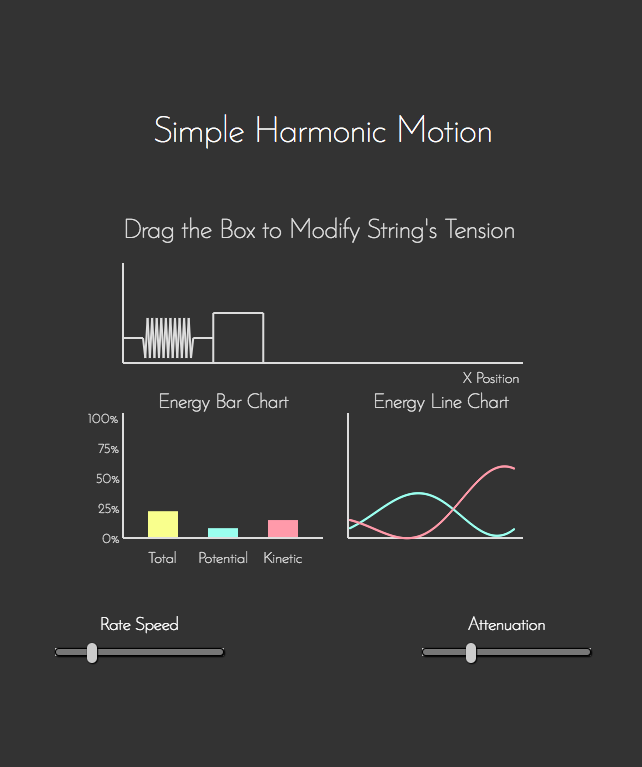 Simple Harmonic Motion
Drag the Box to Modify String's Tension
X Position
Energy Bar Chart
Energy Line Chart
100%
75%
50%
25%
0%
Total
Potential
Kinetic
Rate Speed
Attenuation